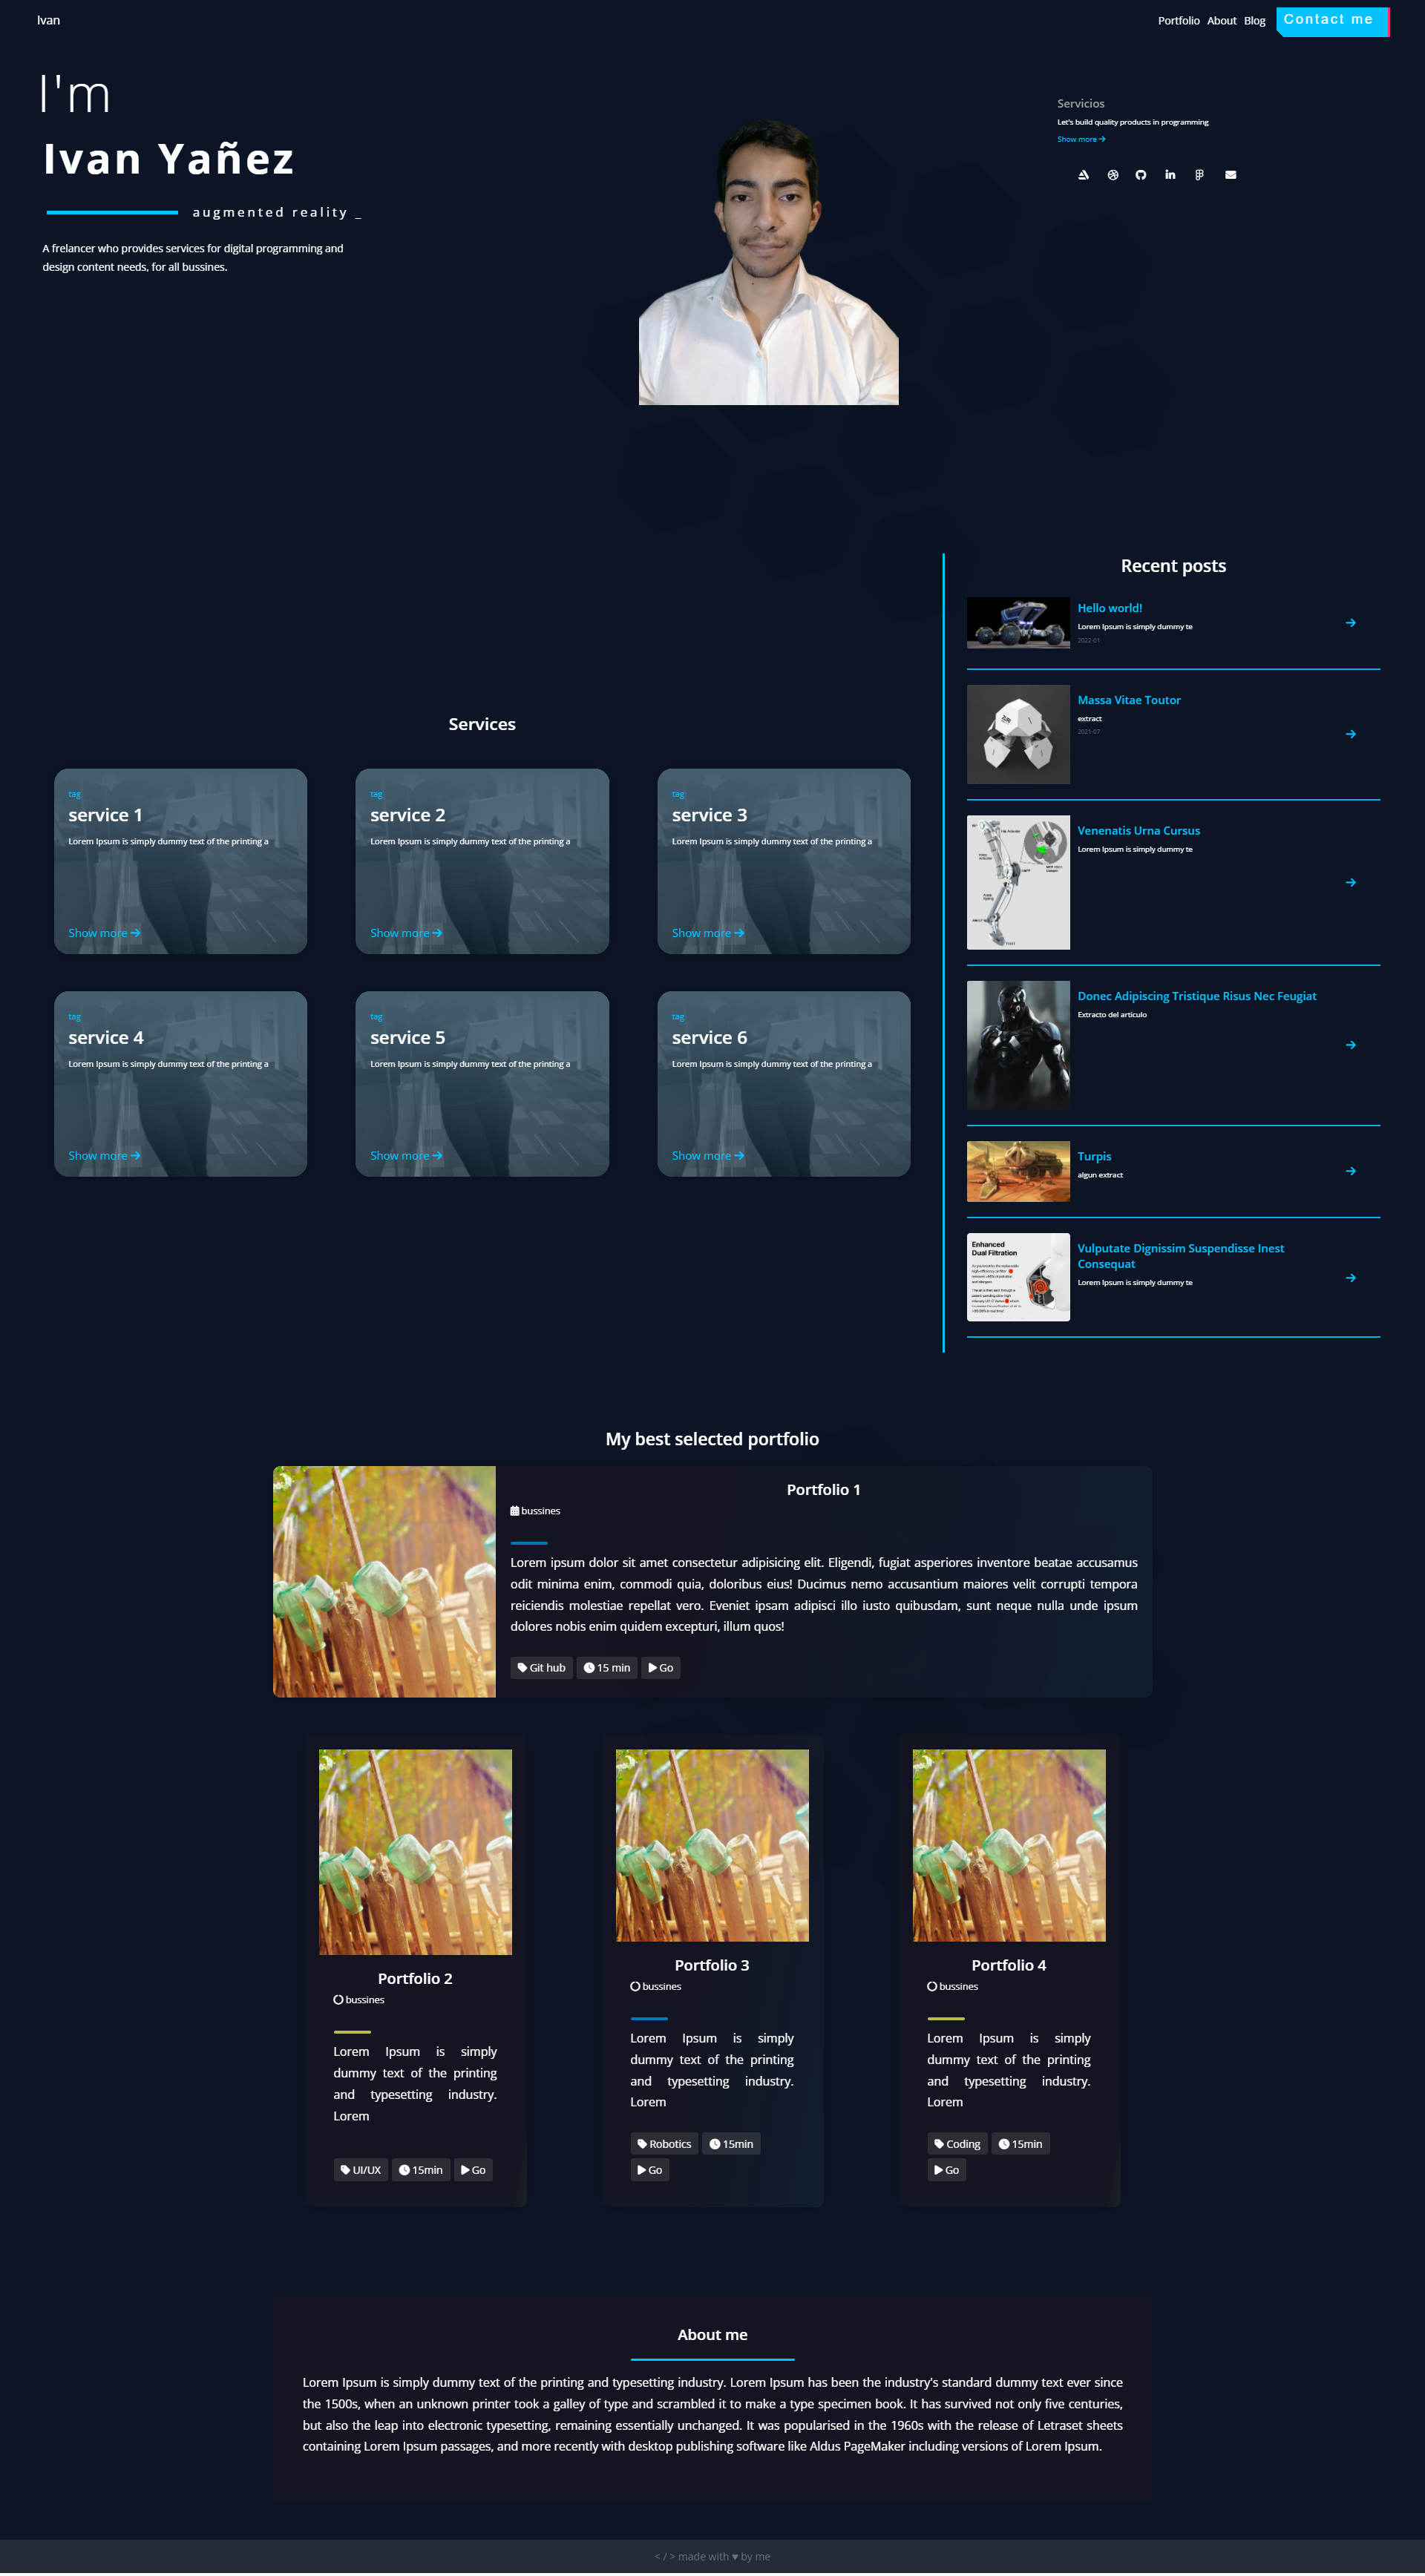 Ivan
Portfolio About Blog Contact me
I'm
Ivan Yañez
augmented reality _
A frelancer who provides services for digital programming and
design content needs, for all bussines.
Servicios
Let's build quality products in programming
Show more
Services
tag
service 1
Lorem Ipsum is simply dummy text of the printing a
Show more
tag
service 2
Lorem Ipsum is simply dummy text of the printing a
Show more
tag
service 3
Lorem Ipsum is simply dummy text of the printing a
Show more
tag
service 4
Lorem Ipsum is simply dummy text of the printing a
Show more
tag
service 5
Lorem Ipsum is simply dummy text of the printing a
Show more
tag
service 6
Lorem Ipsum is simply dummy text of the printing a
Show more
Recent posts
Hello world!
Lorem Ipsum is simply dummy te
2022-01
Massa Vitae Toutor
extract
2021-07
Venenatis Urna Cursus
Lorem Ipsum is simply dummy te
Donec Adipiscing Tristique Risus Nec Feugiat
Extracto del articulo
Turpis
algun extract
Enhanced
Dual Filtration
Vulputate Dignissim Suspendisse Inest
Consequat
Lorem Ipsum is simply dummy te
My best selected portfolio
Portfolio 1
bussines
Lorem ipsum dolor sit amet consectetur adipisicing elit. Eligendi, fugiat asperiores inventore beatae accusamus
odit minima enim, commodi quia, doloribus eius! Ducimus nemo accusantium maiores velit corrupti tempora
reiciendis molestiae repellat vero. Eveniet ipsam adipisci illo iusto quibusdam, sunt neque nulla unde ipsum
dolores nobis enim quidem excepturi, illum quos!
Git hub 15 min Go
Portfolio 2
bussines
Lorem Ipsum is simply
dummy text of the printing
and typesetting industry.
Lorem
UI/UX 15min Go
Portfolio 3
bussines
Lorem Ipsum is simply
dummy text of the printing
and typesetting industry.
Lorem
Robotics 15min
Go
Portfolio 4
bussines
Lorem Ipsum is simply
dummy text of the printing
and typesetting industry.
Lorem
Coding 15min
Go
About me
Lorem Ipsum is simply dummy text of the printing and typesetting industry. Lorem Ipsum has been the industry's standard dummy text ever since
the 1500s, when an unknown printer took a galley of type and scrambled it to make a type specimen book. It has survived not only five centuries,
but also the leap into electronic typesetting, remaining essentially unchanged. It was popularised in the 1960s with the release of Letraset sheets
containing Lorem Ipsum passages, and more recently with desktop publishing software like Aldus PageMaker including versions of Lorem Ipsum.
< / > made with ♥ by me